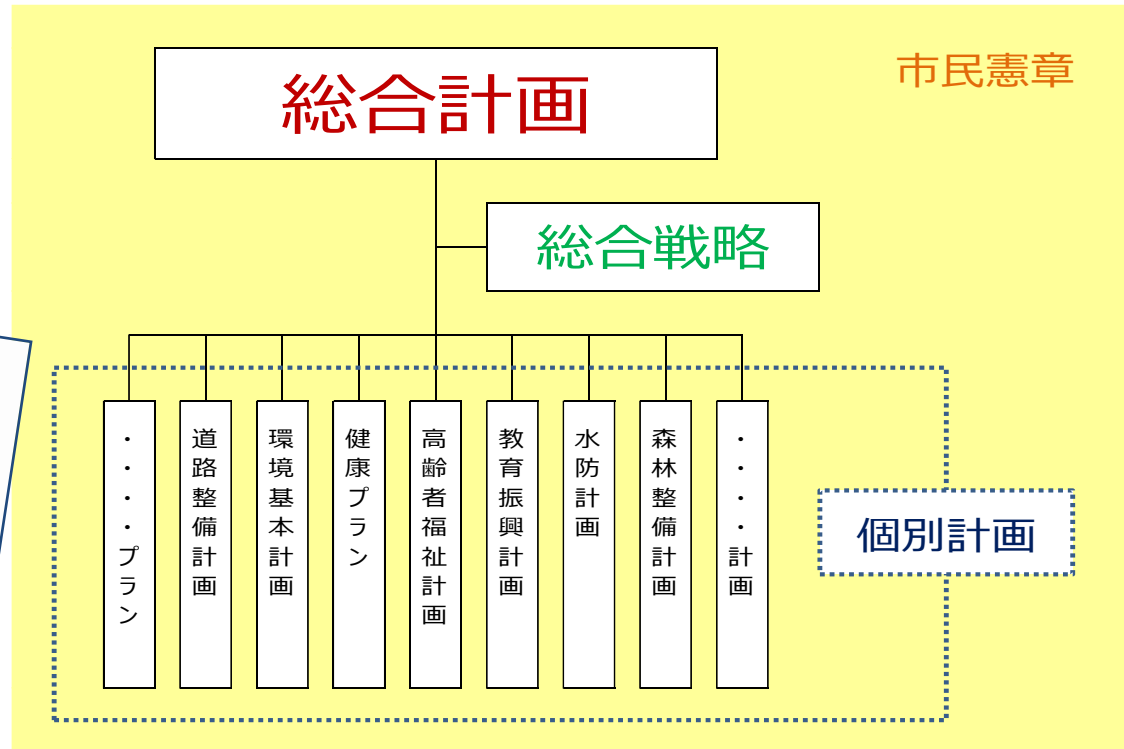 市民憲章
総合計画
総合戦略
・・・・プラン
道路整備計画
環境基本計画
健康プラン
高齢者福祉計画
教育振興計画
水防計画
森林整備計画
・・・・計画
個別計画